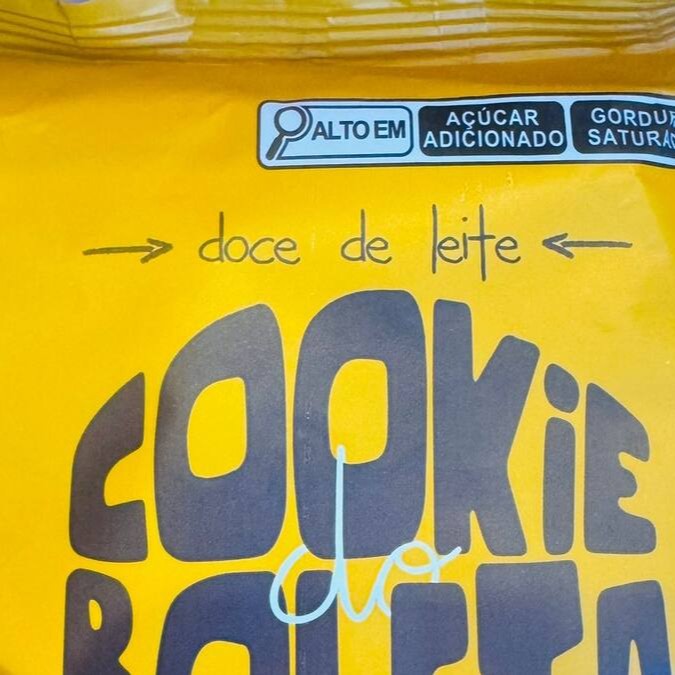 ALTO EM AÇÚCAR ADICIONADO
doce de leite
COOKIE
do